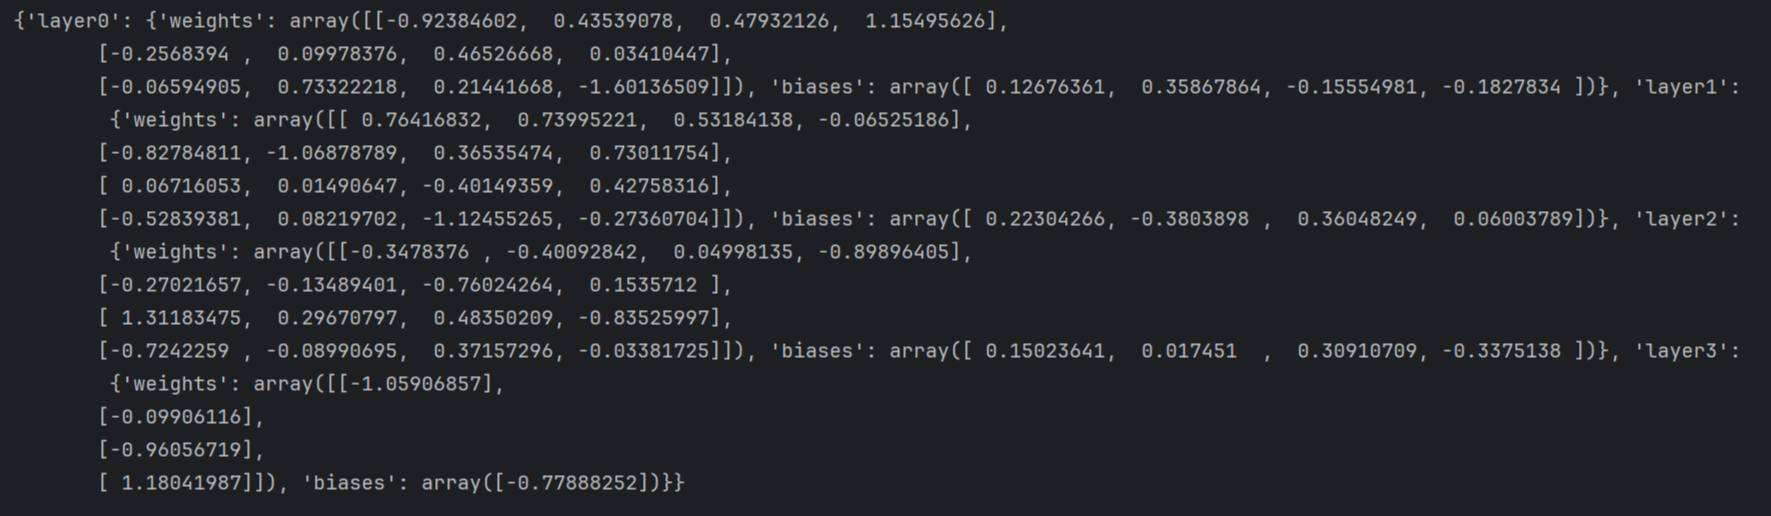 {'layer0': {'weights': array([[-0.92384602,  0.43539078,  0.47932126,  1.15495626],
       [-0.2568394 ,  0.09978376,  0.46526668,  0.03410447],
       [-0.06594905,  0.73322218,  0.21441668, -1.60136509]]), 'biases': array([ 0.12676361,  0.35867864, -0.15554981, -0.1827834 ])}, 'layer1':
        {'weights': array([[ 0.76416832,  0.73995221,  0.53184138, -0.06525186],
       [-0.82784811, -1.06878789,  0.36535474,  0.73011754],
       [ 0.06716053,  0.01490647, -0.40149359,  0.42758316],
       [-0.52839381,  0.08219702, -1.12455265, -0.27360704]]), 'biases': array([ 0.22304266, -0.3803898 ,  0.36048249,  0.06003789])}, 'layer2':
        {'weights': array([[-0.3478376 , -0.40092842,  0.04998135, -0.89896405],
       [-0.27021657, -0.13489401, -0.76024264,  0.1535712 ],
       [ 1.31183475,  0.29670797,  0.48350209, -0.83525997],
       [-0.7242259 , -0.08990695,  0.37157296, -0.03381725]]), 'biases': array([ 0.15023641,  0.017451  ,  0.30910709, -0.3375138 ])}, 'layer3':
        {'weights': array([[-1.05906857],
       [-0.09906116],
       [-0.96056719],
       [ 1.18041987]]), 'biases': array([-0.77888252])}}